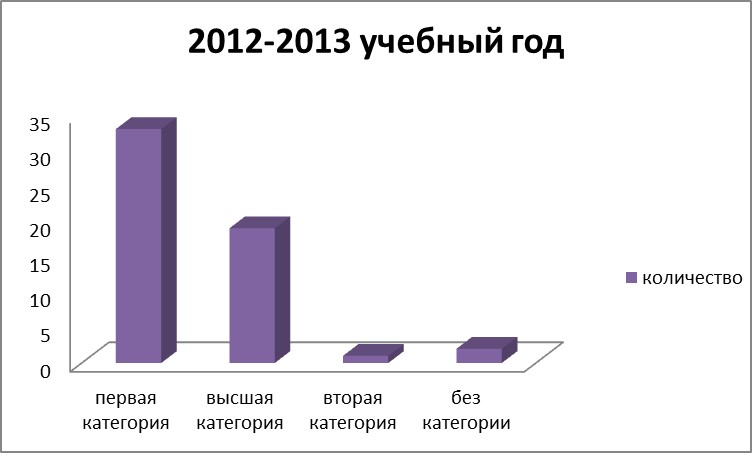 2012-2013 учебный год
35
30
25
20
15
10
5
0
первая
категория
высшая
категория
вторая
категория
без
категории
количество